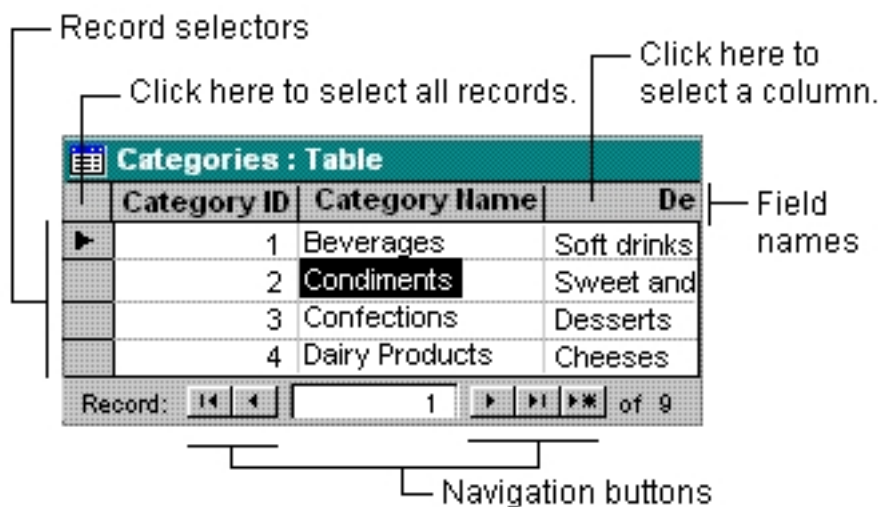 Record selectors
Click here to select all records.
Click here to
select a column.
Categories : Table
Category ID Category Name De
Field
names
1 Beverages Soft drinks
2 Condiments Sweet and
3 Confections Desserts
4 Dairy Products Cheeses
Record: 1 of 9
Navigation buttons